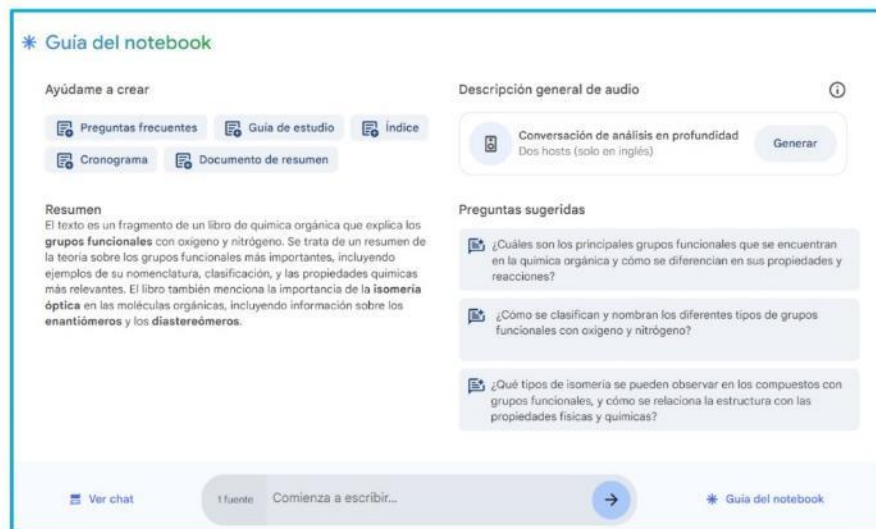 Guía del notebook
Ayúdame a crear
Preguntas frecuentes
Guía de estudio
Índice
Cronograma
Documento de resumen
Resumen
El texto es un fragmento de un libro de química orgánica que explica los
grupos funcionales con oxígeno y nitrógeno. Se trata de un resumen de
la teoría sobre los grupos funcionales más importantes, incluyendo
ejemplos de su nomenclatura, clasificación, y las propiedades químicas
más relevantes. El libro también menciona la importancia de la isomería
óptica en las moléculas orgánicas, incluyendo información sobre los
enantiómeros y los diastereómeros.
Descripción general de audio
Conversación de análisis en profundidad
Dos hosts (solo en inglés)
Generar
Preguntas sugeridas
¿Cuáles son los principales grupos funcionales que se encuentran
en la química orgánica y cómo se diferencian en sus propiedades y
reacciones?
¿Cómo se clasifican y nombran los diferentes tipos de grupos
funcionales con oxígeno y nitrógeno?
¿Qué tipos de isomería se pueden observar en los compuestos con
grupos funcionales, y cómo se relaciona la estructura con las
propiedades físicas y químicas?
Ver chat
1 fuente
Comienza a escribir...
Guía del notebook